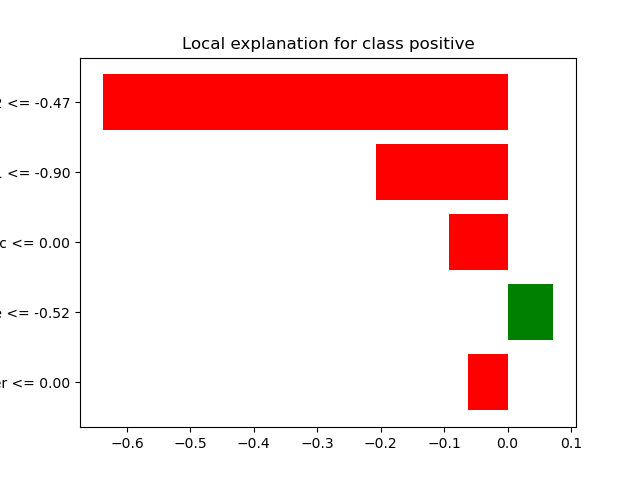 Local explanation for class positive
2 <= -0.47
<= -0.90
c <= 0.00
e <= -0.52
er <= 0.00
−0.6 −0.5 −0.4 −0.3 −0.2 −0.1 0.0 0.1